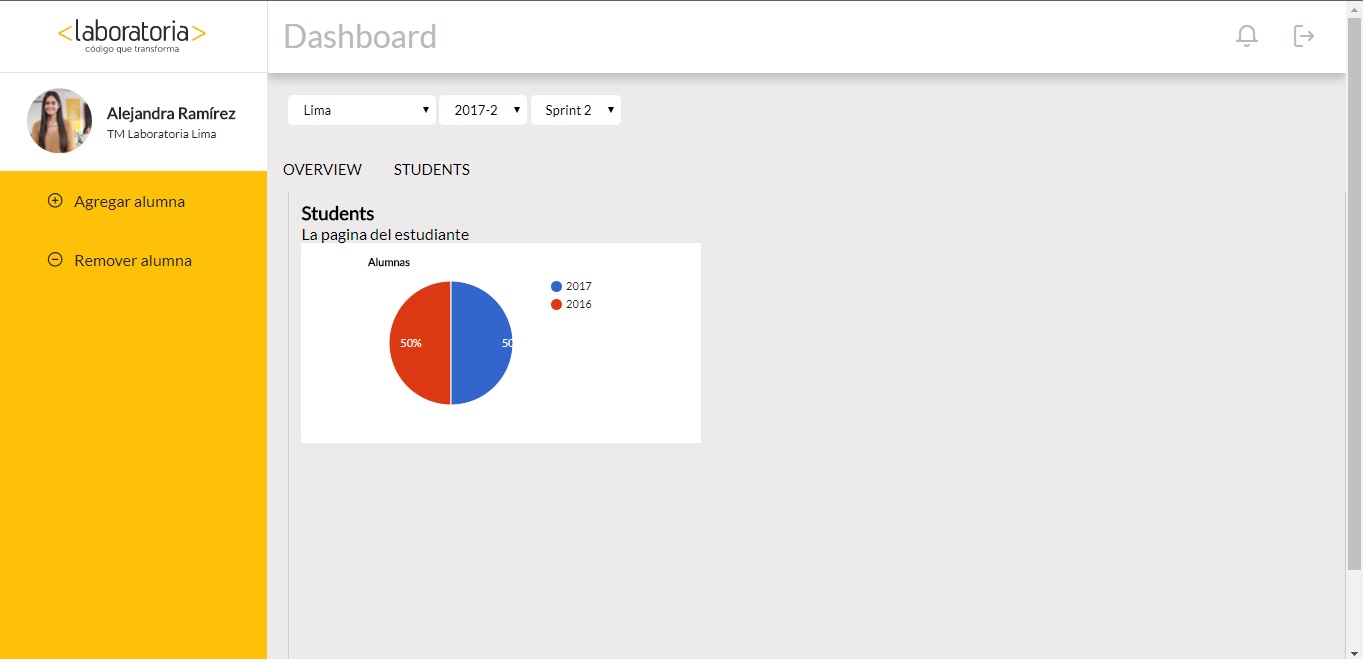 <laboratoria>
código que transforma
Dashboard
Alejandra Ramírez
TM Laboratoria Lima
Agregar alumna
Remover alumna
Lima
2017-2
Sprint 2
OVERVIEW
STUDENTS
Students
La pagina del estudiante
Alumnas
2017
2016
50%
50